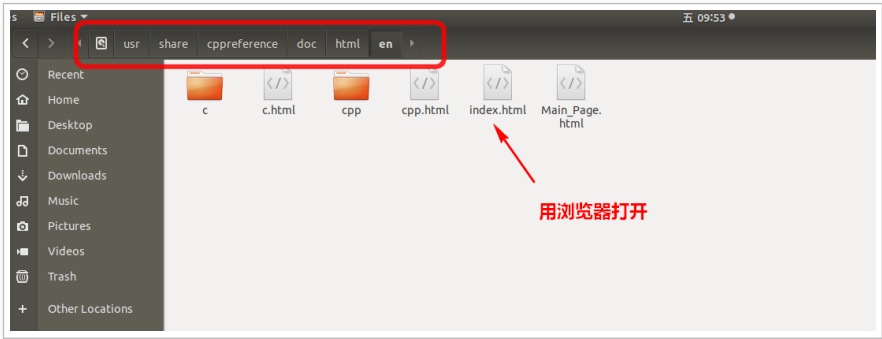 s Files 五 09:53
usr share cppreference doc html en
Recent
Home
Desktop
Documents
Downloads
Music
Pictures
Videos
Trash
+ Other Locations
c c.html cpp cpp.html index.html Main_Page.
html
用浏览器打开